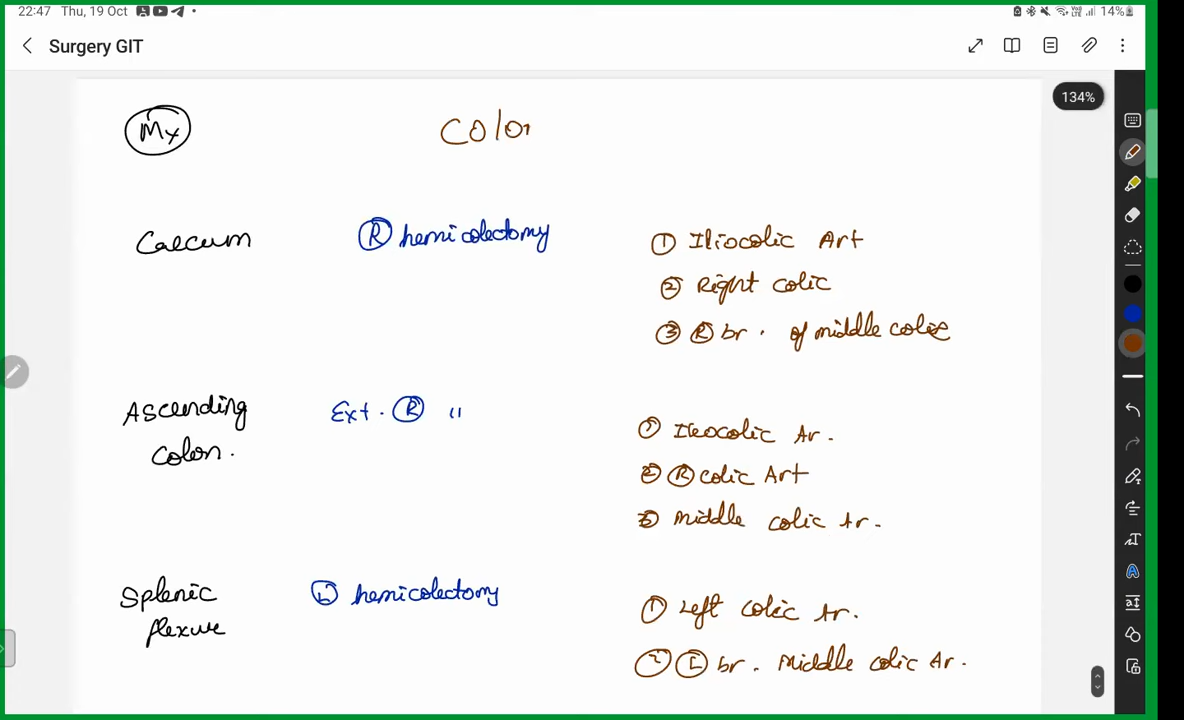 22:47 Thu, 19 Oct
14%
Surgery GIT
134%
Mx
Color
Caecum
R hemicolectomy
① Iliocolic Art
② Right colic
③ R br. of middle colic
Ascending colon.
Ext. R "
① Ileocolic Ar.
② R colic Art
③ Middle colic Ar.
Splenic flexure
L hemicolectomy
① Left colic Ar.
② L br. Middle colic Ar.